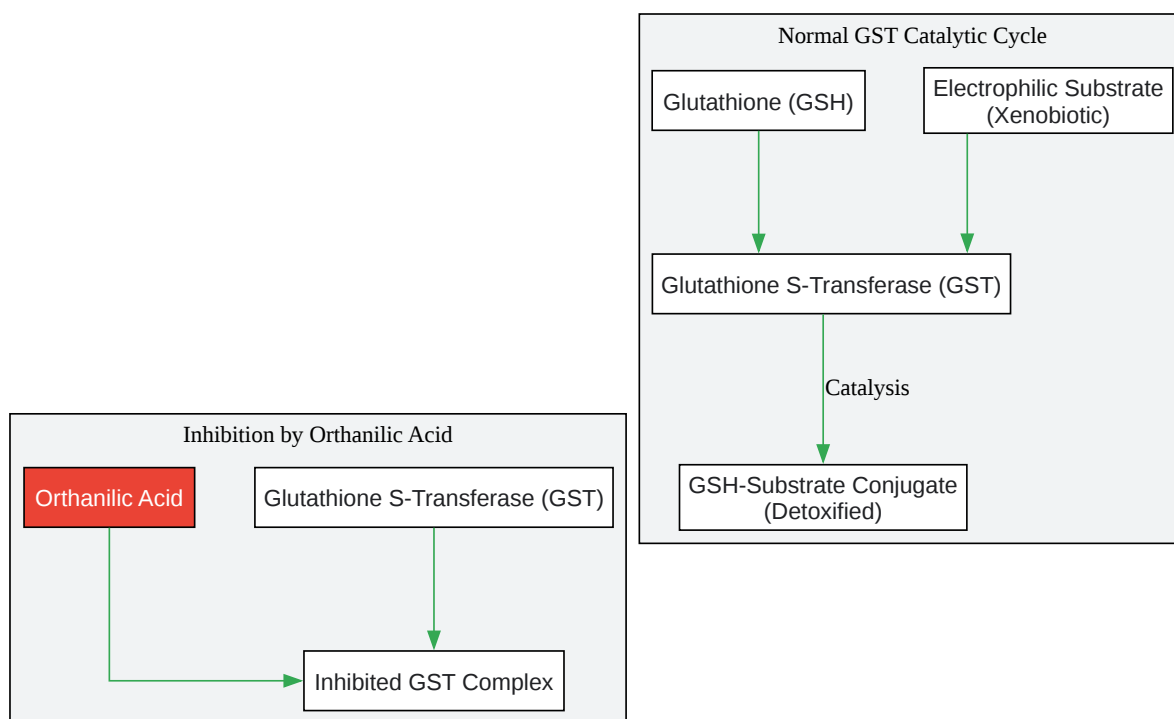 Normal GST Catalytic Cycle
Glutathione (GSH)
Electrophilic Substrate
(Xenobiotic)
Glutathione S-Transferase (GST)
Catalysis
GSH-Substrate Conjugate
(Detoxified)
Inhibition by Orthanilic Acid
Orthanilic Acid
Glutathione S-Transferase (GST)
Inhibited GST Complex